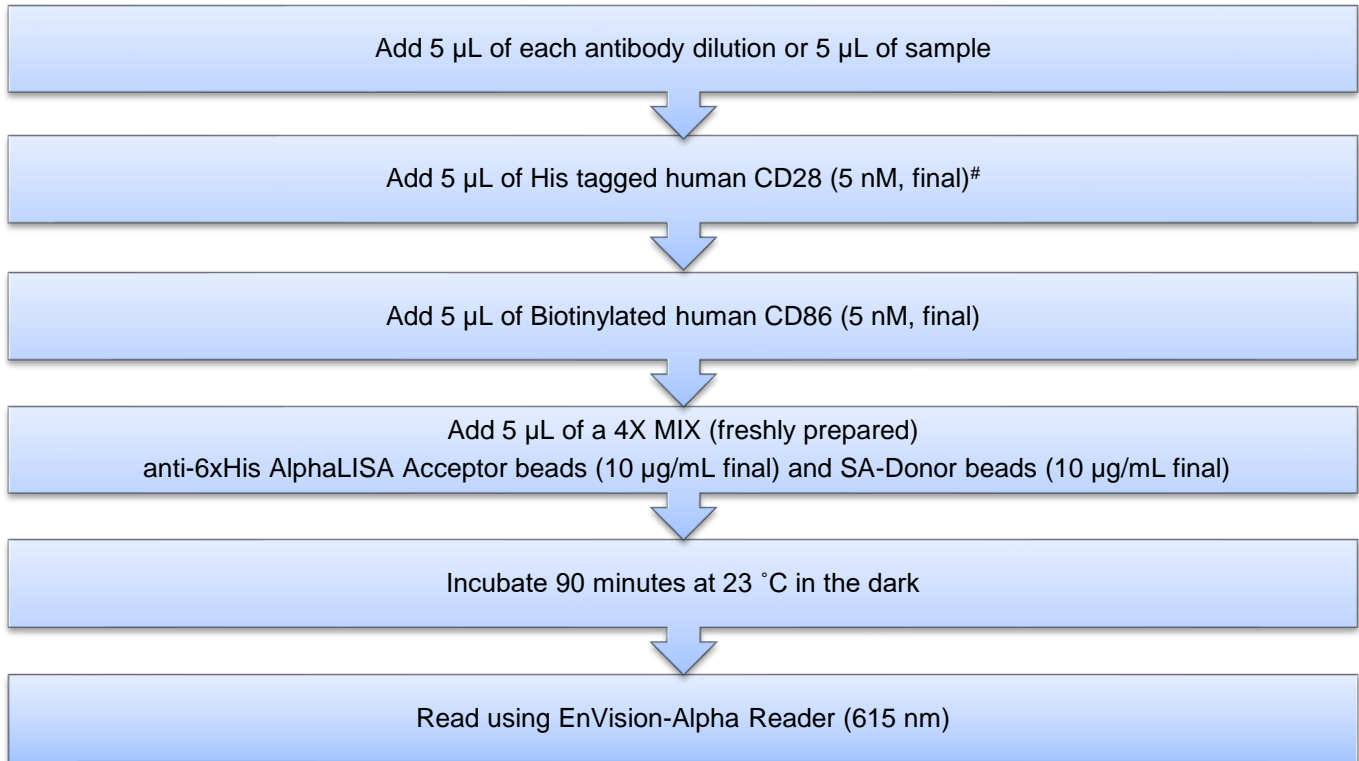 Add 5 µL of each antibody dilution or 5 µL of sample
Add 5 µL of His tagged human CD28 (5 nM, final)#
Add 5 µL of Biotinylated human CD86 (5 nM, final)
Add 5 µL of a 4X MIX (freshly prepared)
anti-6xHis AlphaLISA Acceptor beads (10 µg/mL final) and SA-Donor beads (10 µg/mL final)
Incubate 90 minutes at 23 ˚C in the dark
Read using EnVision-Alpha Reader (615 nm)